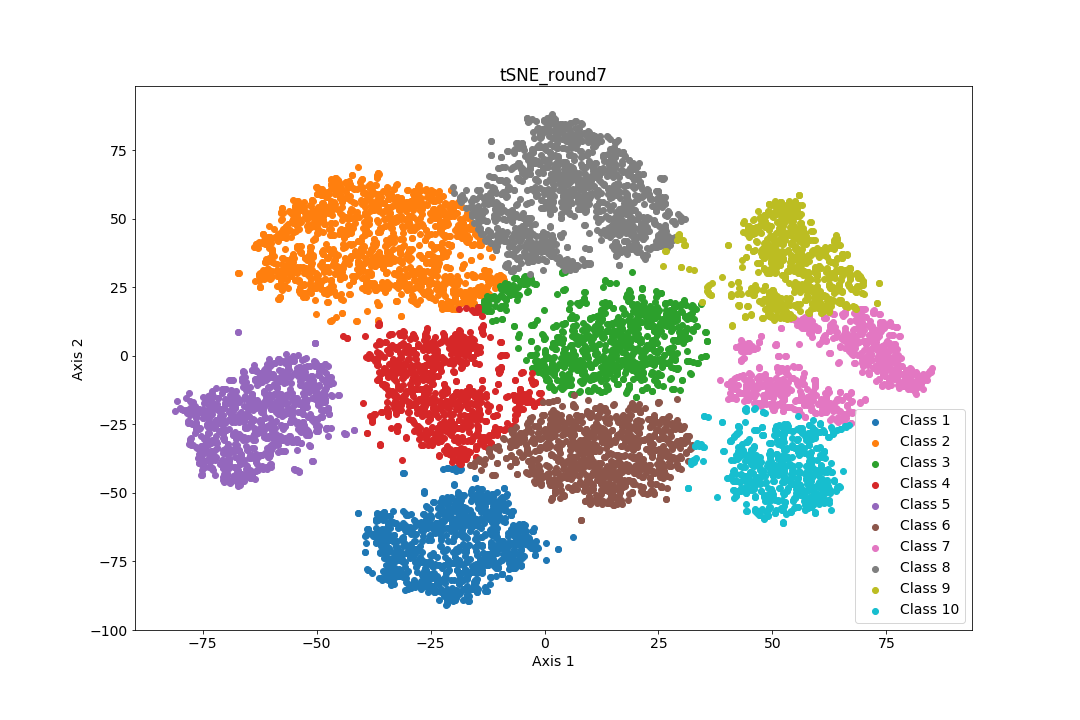 tSNE_round7
75
50
25
0
−25
−50
−75
−100
Axis 2
−75
−50
−25
0
25
50
75
Axis 1
Class 1
Class 2
Class 3
Class 4
Class 5
Class 6
Class 7
Class 8
Class 9
Class 10